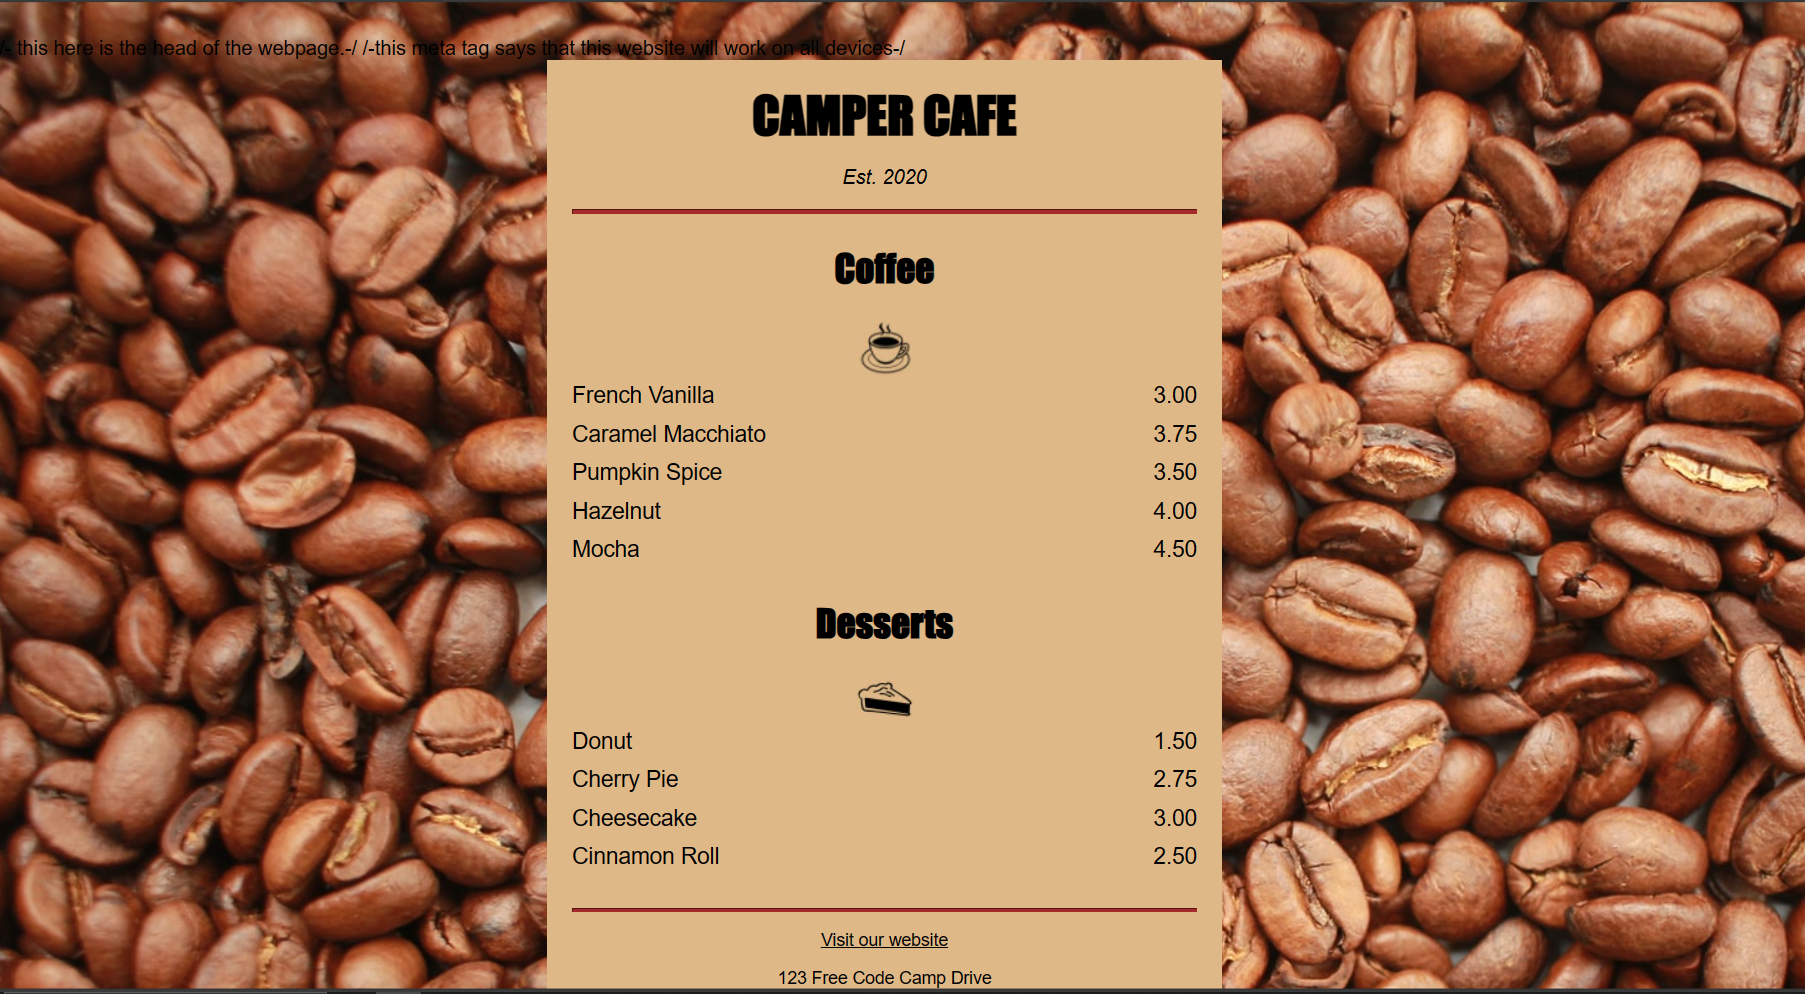 /- this here is the head of the webpage.-/ /-this meta tag says that this website will work on all devices-/
CAMPER CAFE
Est. 2020
Coffee
French Vanilla 3.00
Caramel Macchiato 3.75
Pumpkin Spice 3.50
Hazelnut 4.00
Mocha 4.50
Desserts
Donut 1.50
Cherry Pie 2.75
Cheesecake 3.00
Cinnamon Roll 2.50
Visit our website
123 Free Code Camp Drive